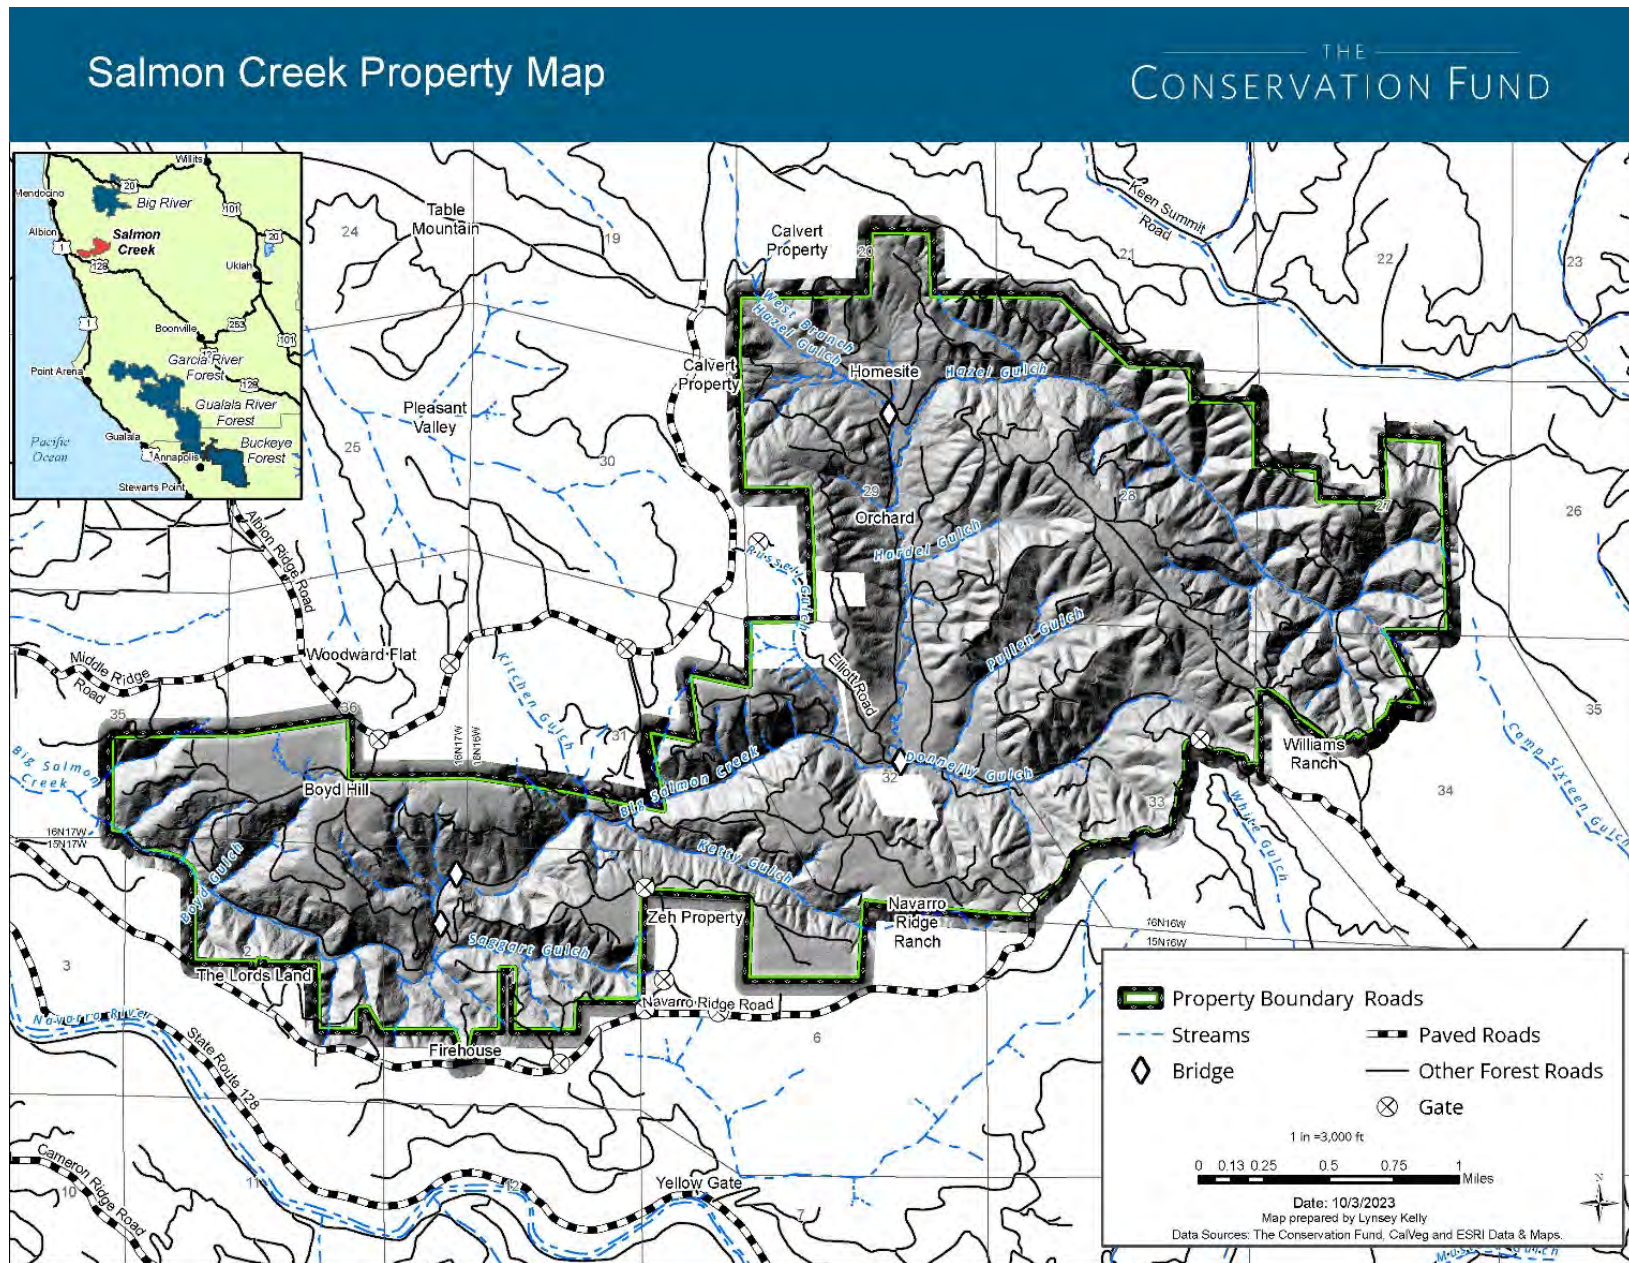 Salmon Creek Property Map
THE
CONSERVATION FUND
Willits
Mendocino
20
Big River
101
Albion
Salmon
Creek
1
20
128
Ukiah
1
Boonville
253
101
Garcia River
Forest
Point Arena
128
Gualala River
Forest
Pacific
Ocean
Gualala
Buckeye
Forest
1
Annapolis
Stewarts Point
24
Table
Mountain
19
Calvert
Property
20
21
Keen Summit
Road
22
23
West Branch
Hazel Gulch
Homesite
Hazel Gulch
Calvert
Property
Pleasant
Valley
25
30
29
28
27
26
Orchard
Hardel Gulch
Russell Gulch
Albion Ridge Road
Middle Ridge
Road
Woodward Flat
Kitchen Gulch
Elliott Road
Pullen Gulch
35
36
31
16N17W
16N16W
35
Big Salmon
Creek
Boyd Hill
Big Salmon Creek
Donnelly Gulch
32
33
Williams
Ranch
34
Camp Sixteen Gulch
White Gulch
16N17W
15N17W
Boyd Gulch
Ketty Gulch
Zeh Property
Navarro
Ridge
Ranch
16N16W
15N16W
Saggart Gulch
2
3
The Lords Land
Navarro River
Navarro Ridge Road
6
Firehouse
State Route 128
Cameron Ridge Road
10
11
12
Yellow Gate
7
Property Boundary
Streams
Bridge
Roads
Paved Roads
Other Forest Roads
Gate
1 in =3,000 ft
0 0.13 0.25 0.5 0.75 1
Miles
N
Date: 10/3/2023
Map prepared by Lynsey Kelly
Data Sources: The Conservation Fund, CalVeg and ESRI Data & Maps.